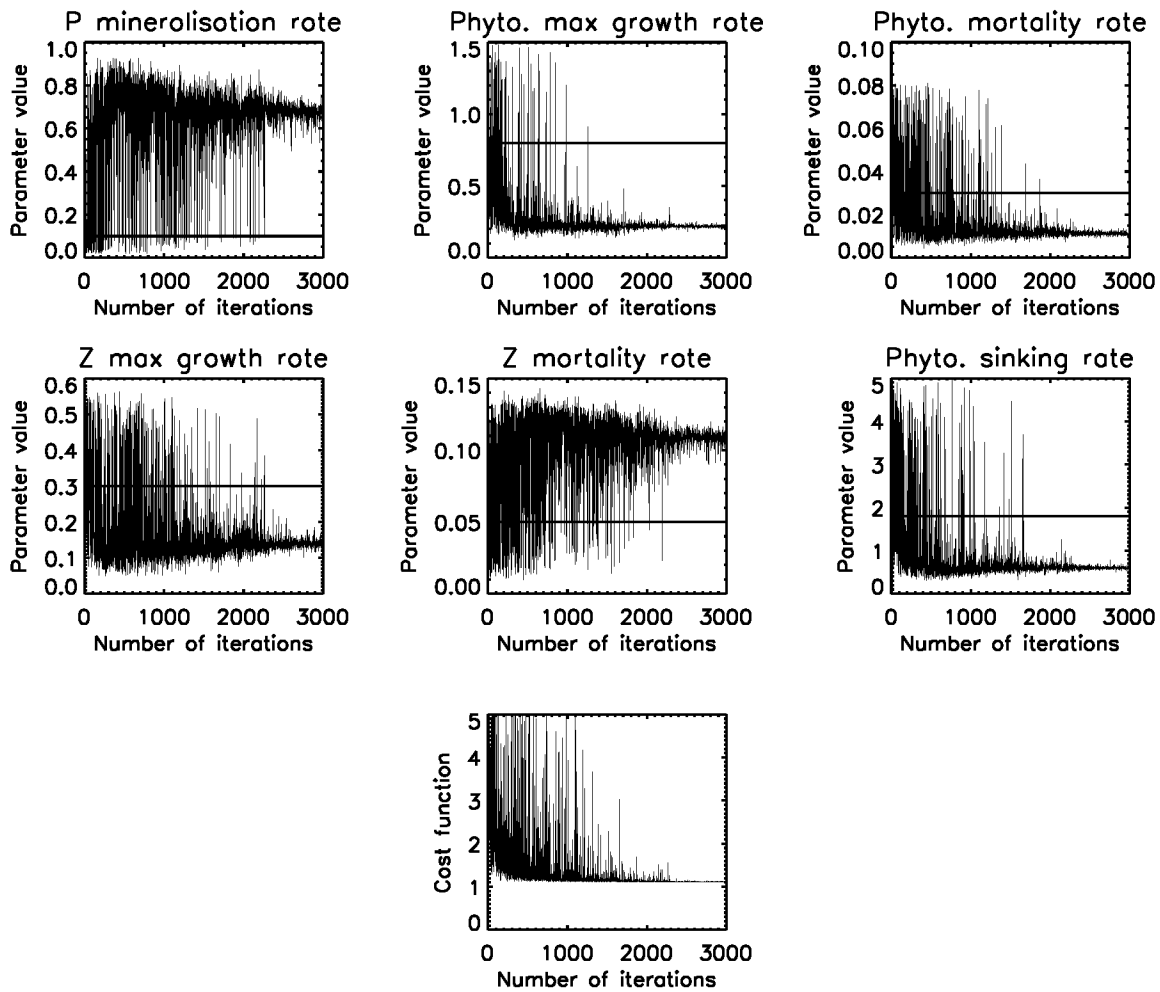 P mineralisation rate
Phyto. max growth rate
Phyto. mortality rate
1.0
0.8
0.6
0.4
0.2
0.0
Parameter value
0 1000 2000 3000
Number of iterations
1.5
1.0
0.5
0.0
Parameter value
0 1000 2000 3000
Number of iterations
0.10
0.08
0.06
0.04
0.02
0.00
Parameter value
0 1000 2000 3000
Number of iterations
Z max growth rate
Z mortality rate
Phyto. sinking rate
0.6
0.5
0.4
0.3
0.2
0.1
0.0
Parameter value
0 1000 2000 3000
Number of iterations
0.15
0.10
0.05
0.00
Parameter value
0 1000 2000 3000
Number of iterations
5
4
3
2
1
0
Parameter value
0 1000 2000 3000
Number of iterations
5
4
3
2
1
0
Cost function
0 1000 2000 3000
Number of iterations